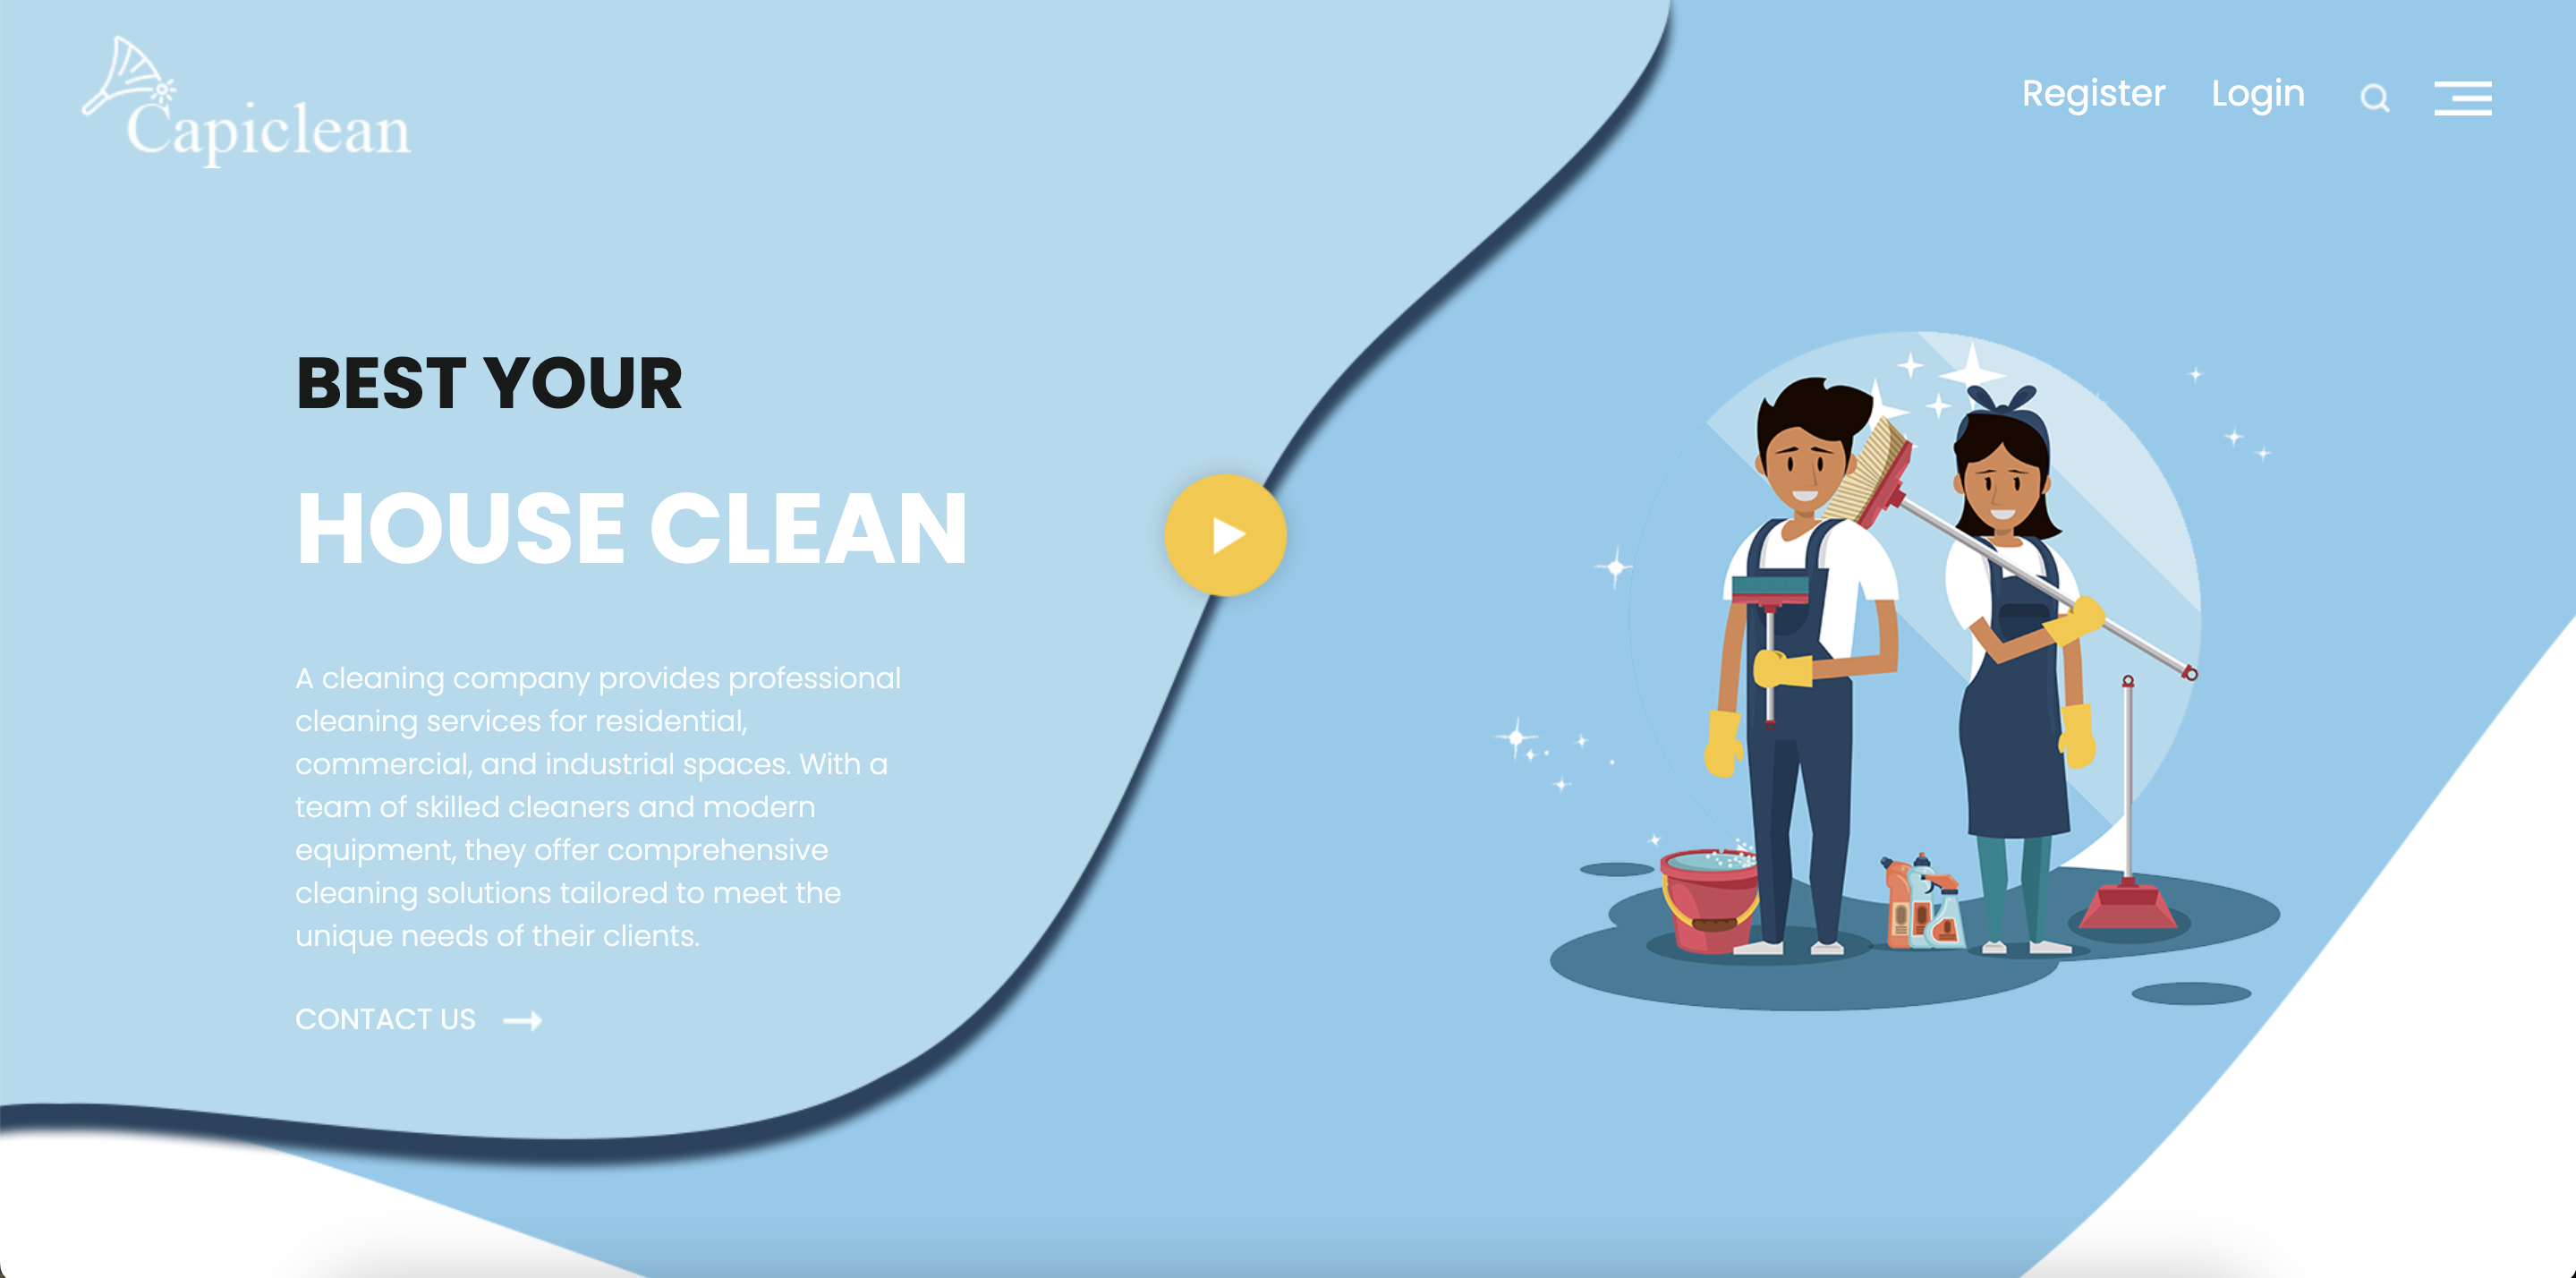 Capiclean
Register
Login
BEST YOUR
HOUSE CLEAN
A cleaning company provides professional
cleaning services for residential,
commercial, and industrial spaces. With a
team of skilled cleaners and modern
equipment, they offer comprehensive
cleaning solutions tailored to meet the
unique needs of their clients.
CONTACT US